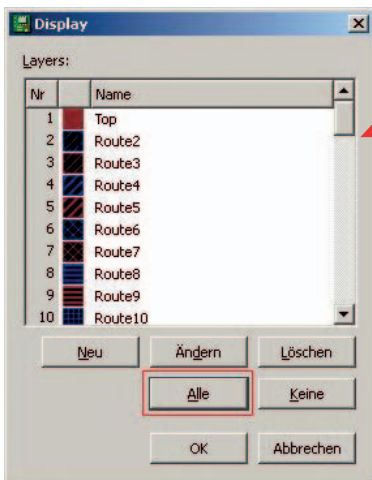 Display
Layers:
Nr Name
1 Top
2 Route2
3 Route3
4 Route4
5 Route5
6 Route6
7 Route7
8 Route8
9 Route9
10 Route10
Neu Ändern Löschen
Alle Keine
OK Abbrechen